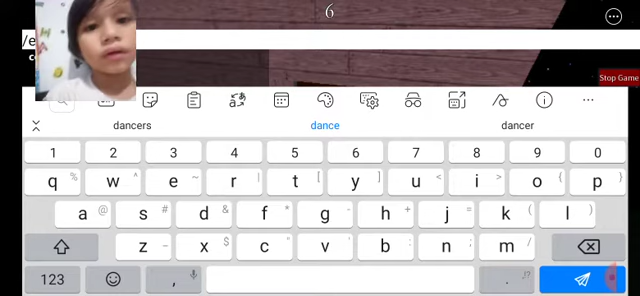 6
/e
Stop Game
dancers dance dancer
1 2 3 4 5 6 7 8 9 0
q % w ^ e ~ r | t [ y ] u < i > o { p }
a @ s # d & f * g - h + j = k ( l )
z _ x $ c " v ' b : n ; m /
123 , . ,!?